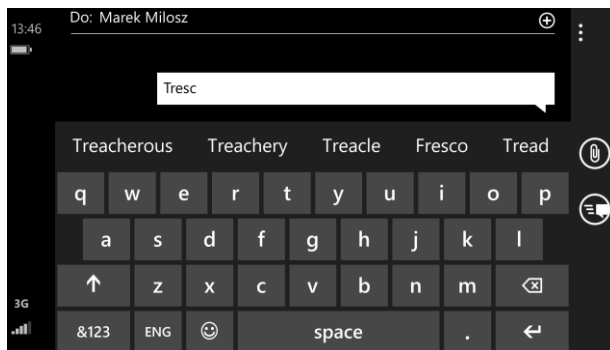 13:46
Do: Marek Milosz
Tresc
Treacherous Treachery Treacle Fresco Tread
q w e r t y u i o p
a s d f g h j k l
z x c v b n m
3G
&123 ENG space .